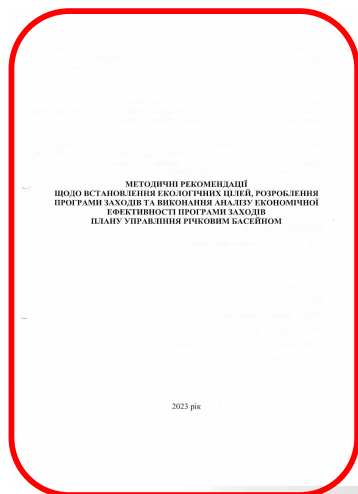 МЕТОДИЧНІ РЕКОМЕНДАЦІЇ
ЩОДО ВСТАНОВЛЕННЯ ЕКОЛОГІЧНИХ ЦІЛЕЙ, РОЗРОБЛЕННЯ
ПРОГРАМИ ЗАХОДІВ ТА ВИКОНАННЯ АНАЛІЗУ ЕКОНОМІЧНОЇ
ЕФЕКТИВНОСТІ ПРОГРАМИ ЗАХОДІВ
ПЛАНУ УПРАВЛІННЯ РІЧКОВИМ БАСЕЙНОМ
2023 рік